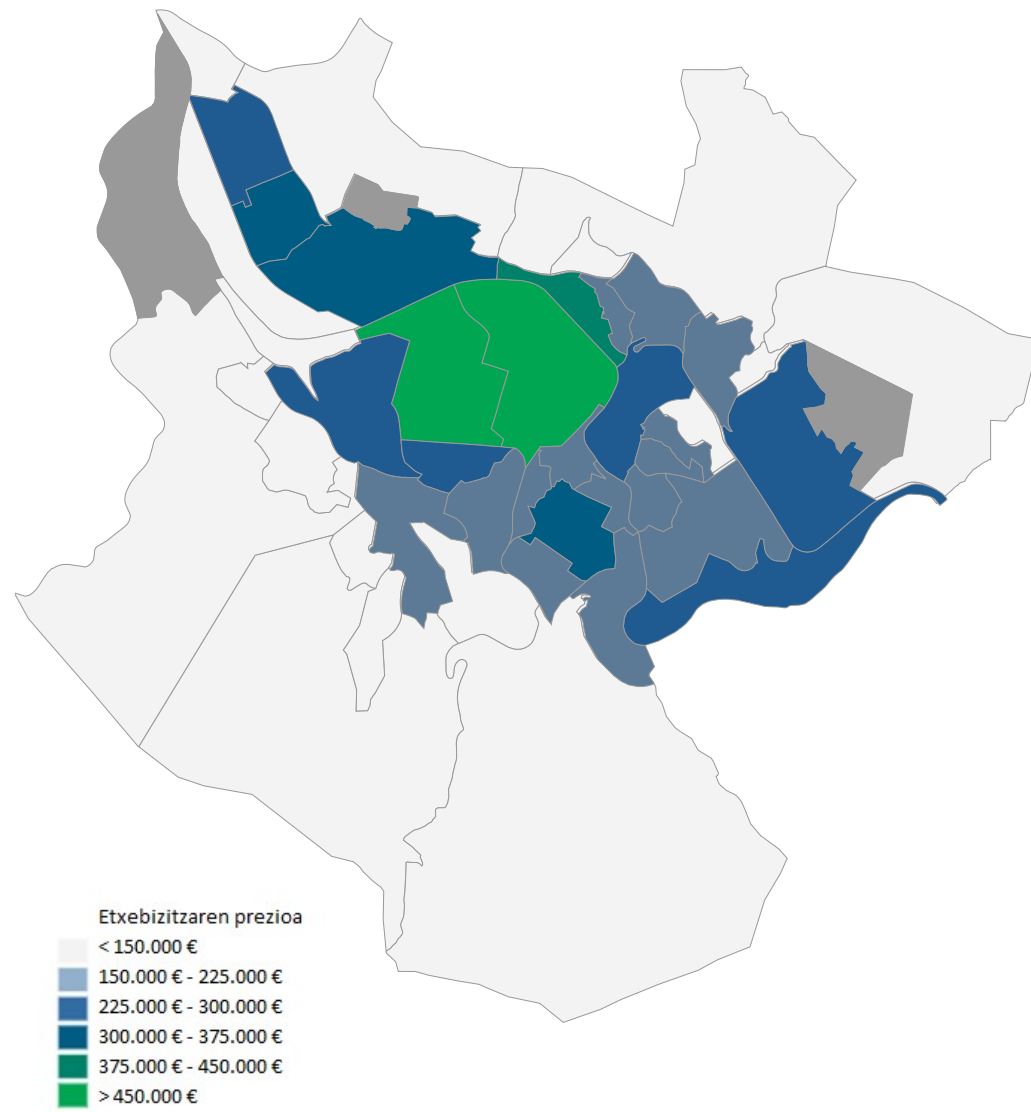 Etxebizitzaren prezioa
< 150.000 €
150.000 € - 225.000 €
225.000 € - 300.000 €
300.000 € - 375.000 €
375.000 € - 450.000 €
> 450.000 €